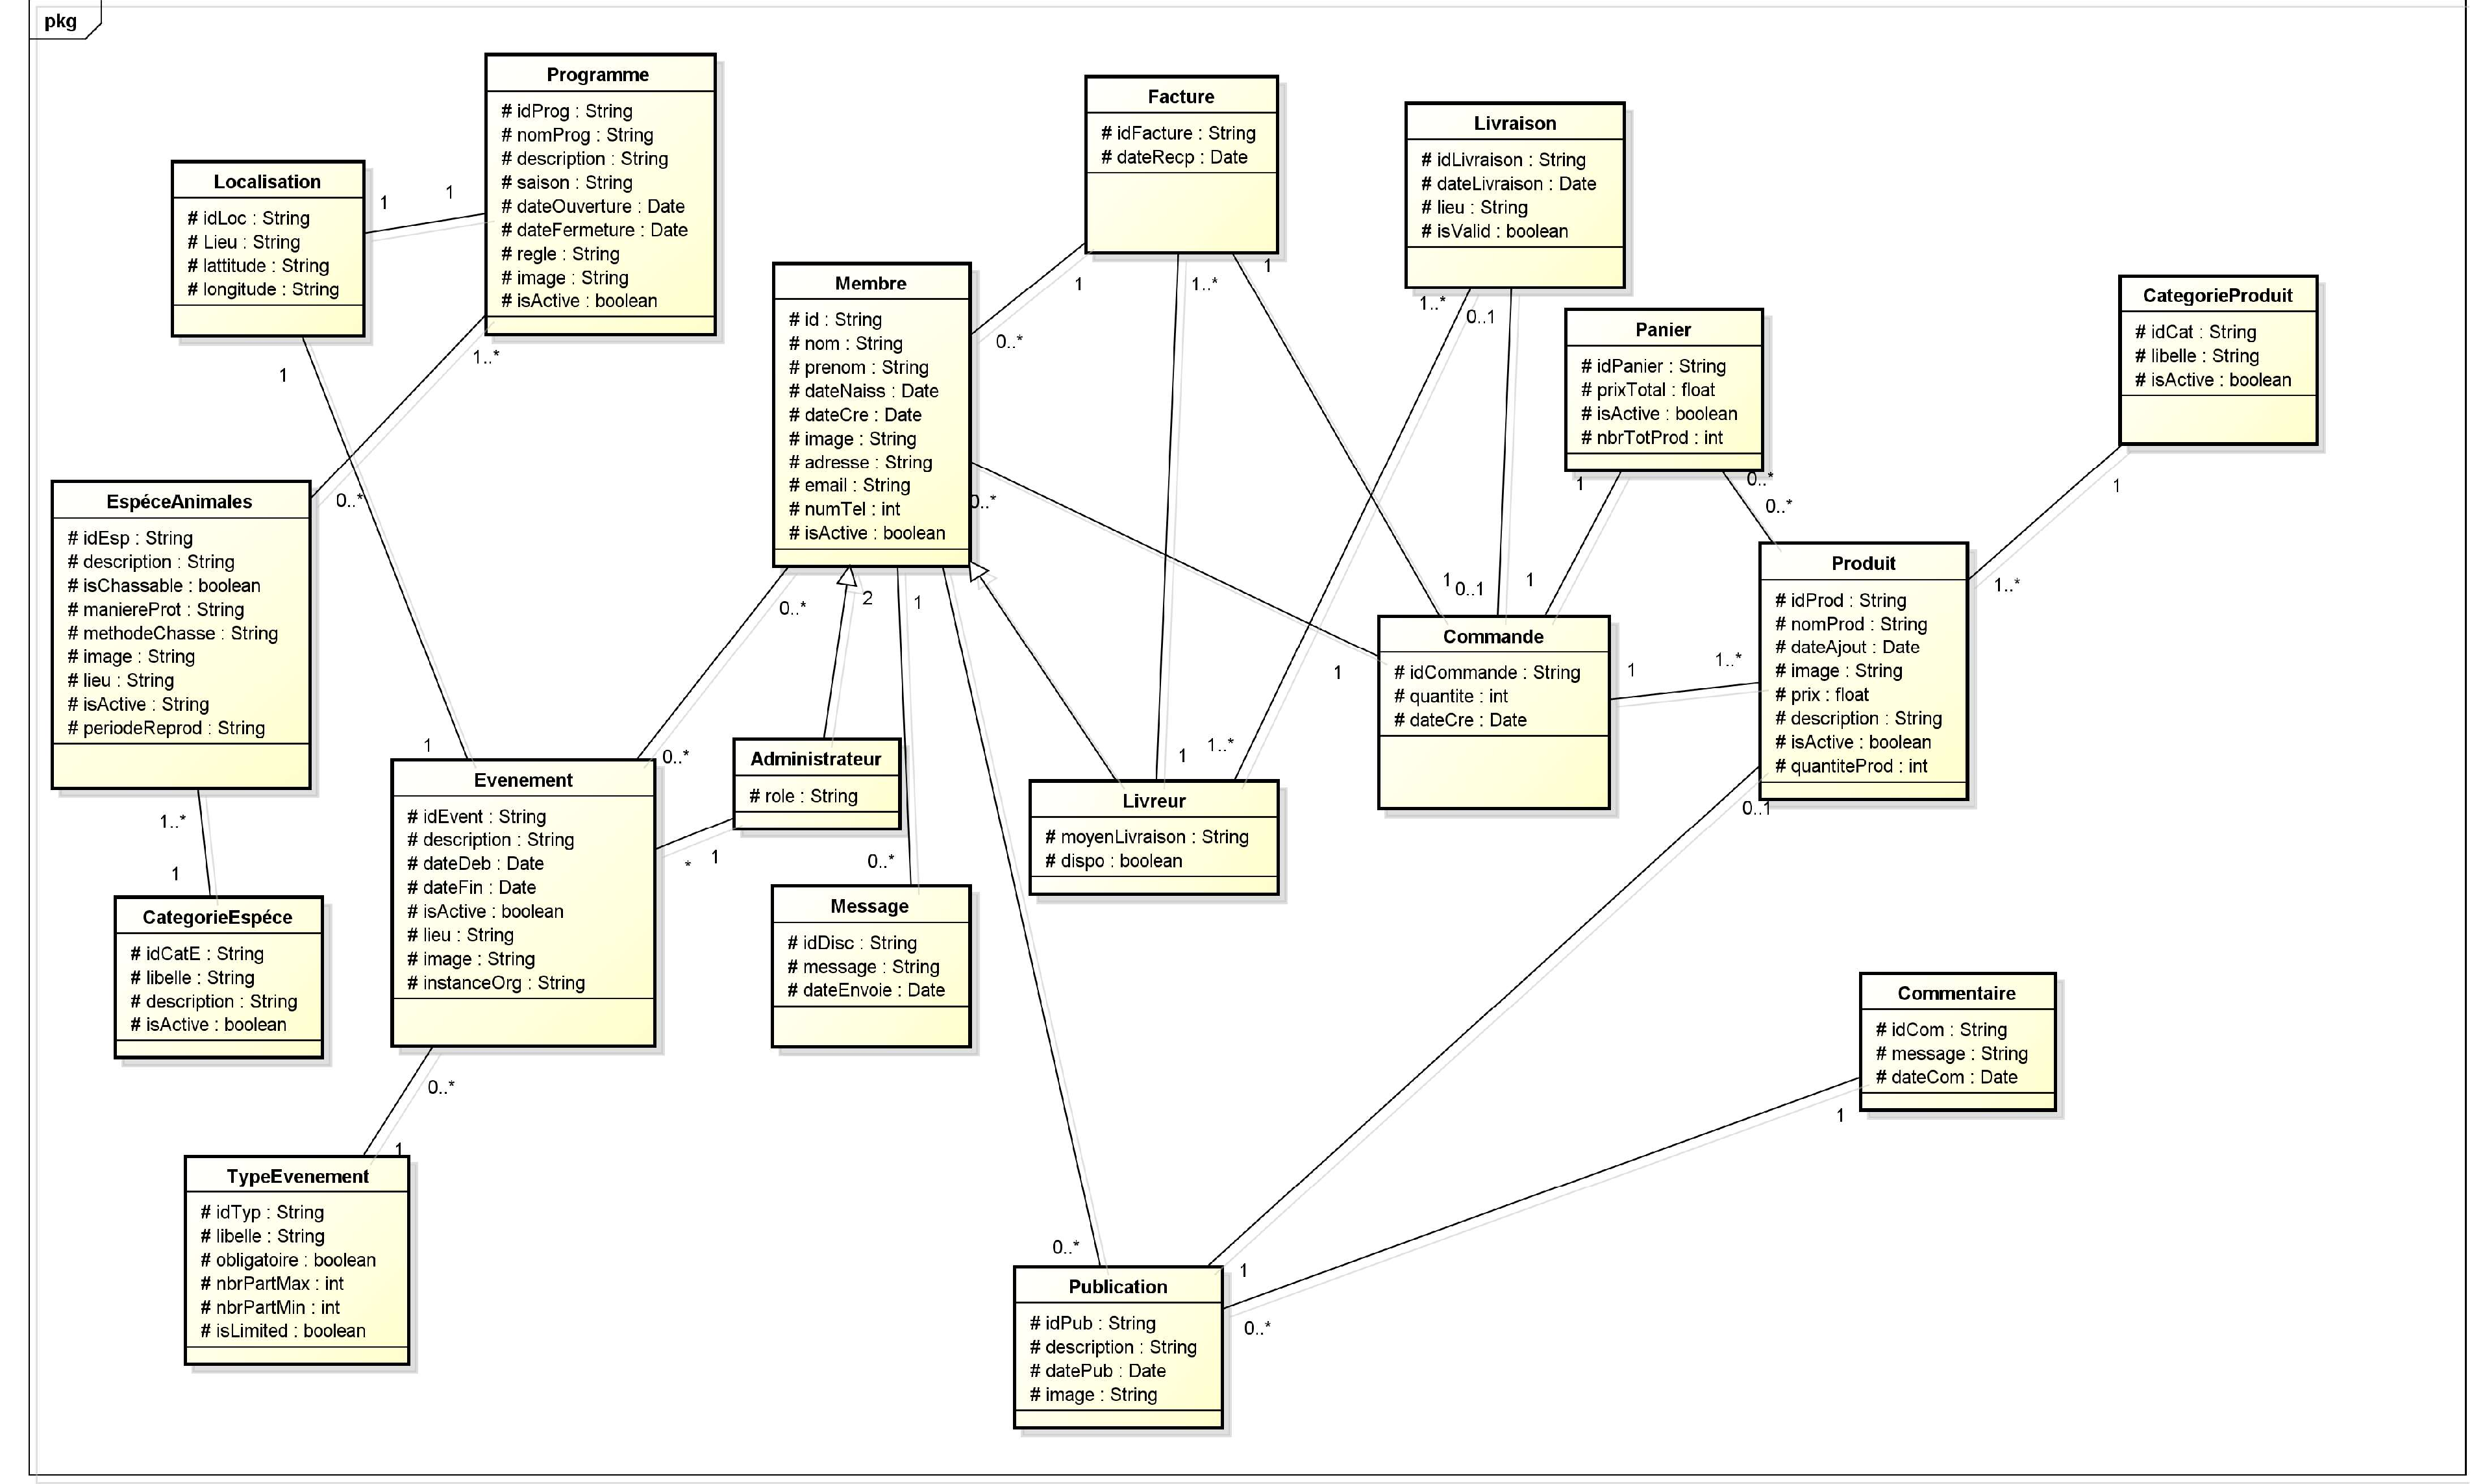 pkg
Programme
# idProg : String
# nomProg : String
# description : String
# saison : String
# dateOuverture : Date
# dateFermeture : Date
# regle : String
# image : String
# isActive : boolean
Localisation
# idLoc : String
# Lieu : String
# lattitude : String
# longitude : String
1
1
1
1..*
0..*
1
EspéceAnimales
# idEsp : String
# description : String
# isChassable : boolean
# maniereProt : String
# methodeChasse : String
# image : String
# lieu : String
# isActive : String
# periodeReprod : String
1..*
1
CategorieEspéce
# idCatE : String
# libelle : String
# description : String
# isActive : boolean
Evenement
# idEvent : String
# description : String
# dateDeb : Date
# dateFin : Date
# isActive : boolean
# lieu : String
# image : String
# instanceOrg : String
0..*
1
TypeEvenement
# idTyp : String
# libelle : String
# obligatoire : boolean
# nbrPartMax : int
# nbrPartMin : int
# isLimited : boolean
Membre
# id : String
# nom : String
# prenom : String
# dateNaiss : Date
# dateCre : Date
# image : String
# adresse : String
# email : String
# numTel : int
# isActive : boolean
0..*
2
1
0..*
0..*
0..*
Administrateur
# role : String
* 1
0..*
Message
# idDisc : String
# message : String
# dateEnvoie : Date
Facture
# idFacture : String
# dateRecp : Date
1
1..*
1
Livraison
# idLivraison : String
# dateLivraison : Date
# lieu : String
# isValid : boolean
1..*
0..1
Panier
# idPanier : String
# prixTotal : float
# isActive : boolean
# nbrTotProd : int
1
0..*
0..*
CategorieProduit
# idCat : String
# libelle : String
# isActive : boolean
1
1..*
Produit
# idProd : String
# nomProd : String
# dateAjout : Date
# image : String
# prix : float
# description : String
# isActive : boolean
# quantiteProd : int
0..1
1
0..1
1
1
1
1..*
Commande
# idCommande : String
# quantite : int
# dateCre : Date
1
1..*
Livreur
# moyenLivraison : String
# dispo : boolean
Commentaire
# idCom : String
# message : String
# dateCom : Date
1
0..*
1
0..*
Publication
# idPub : String
# description : String
# datePub : Date
# image : String